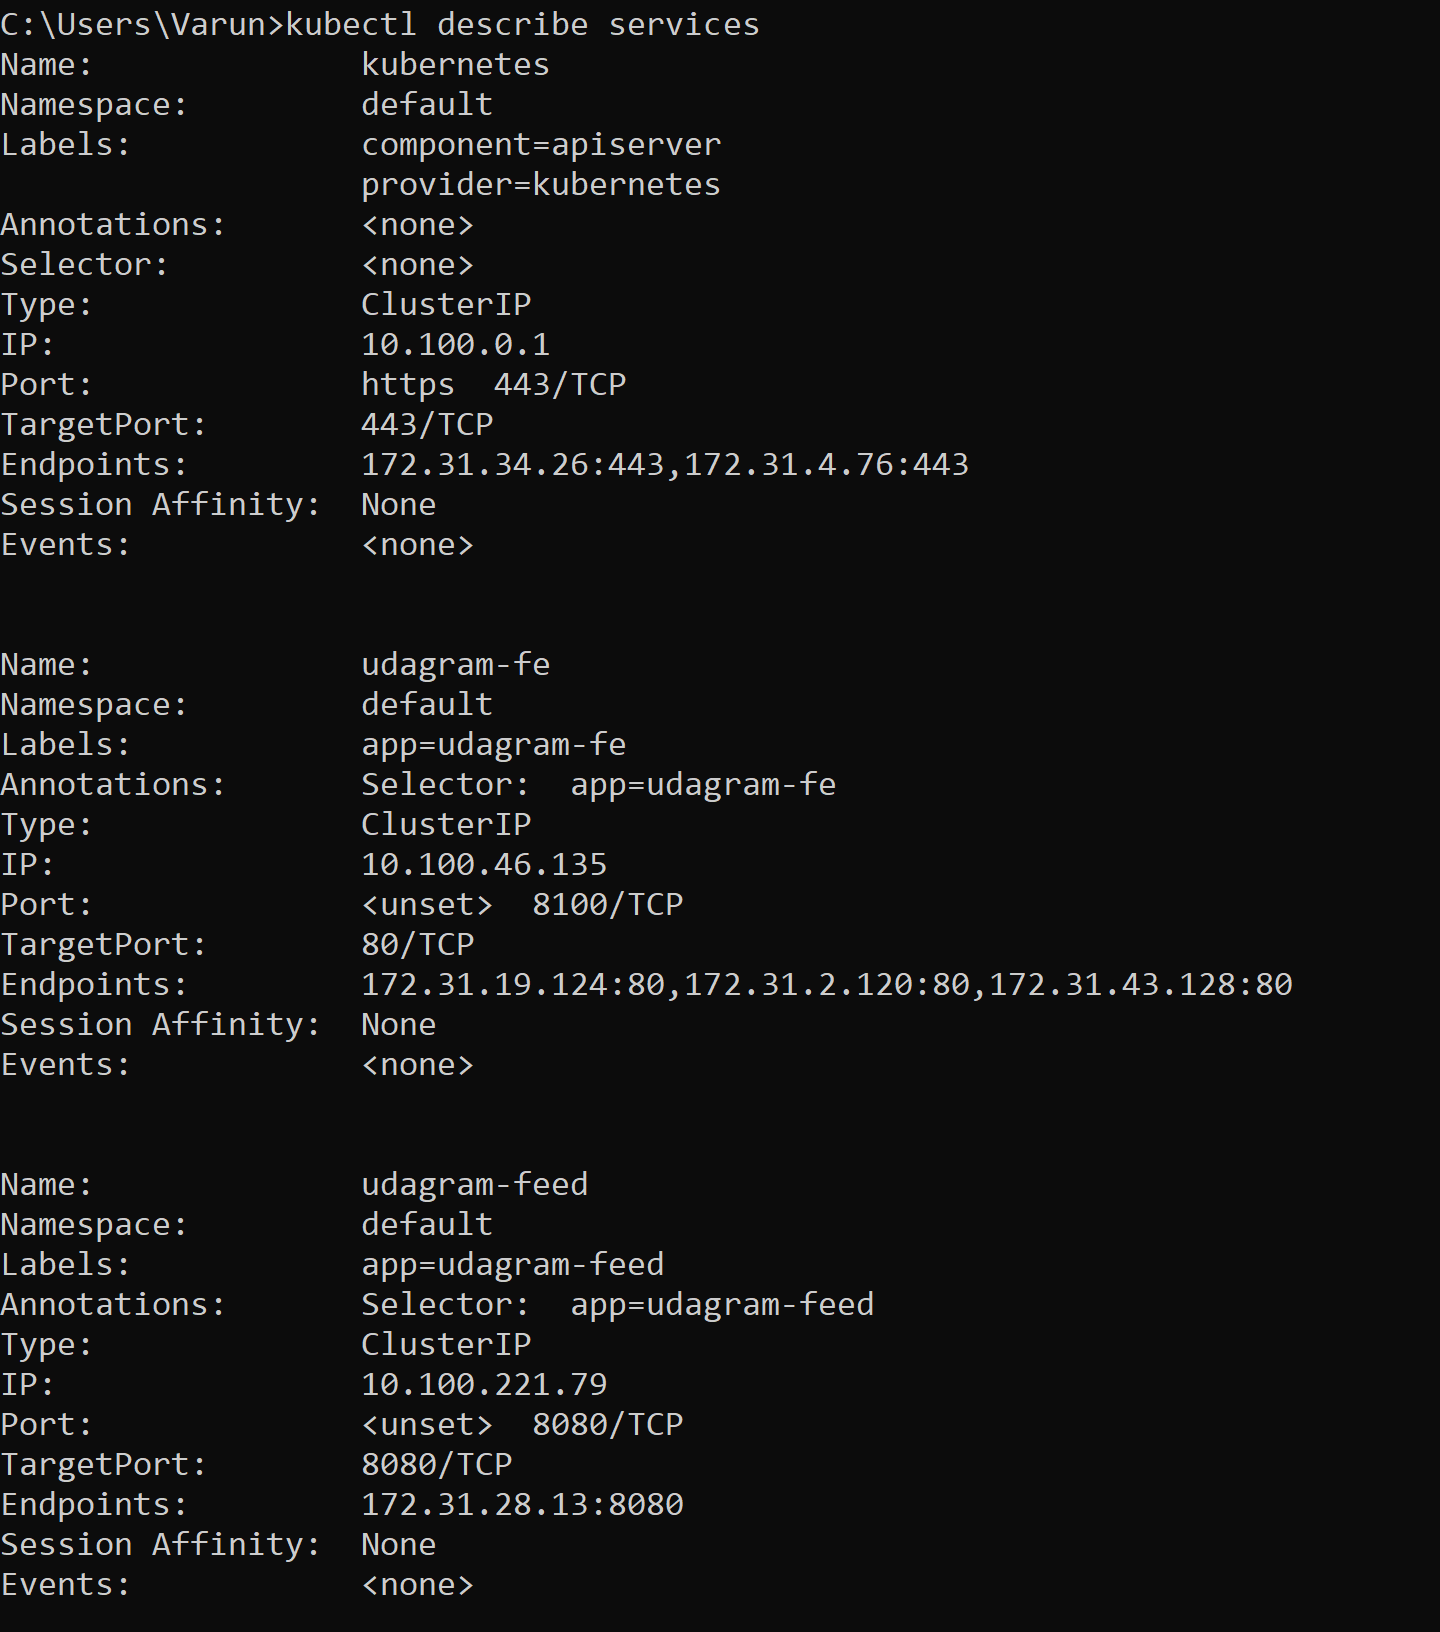 C:\Users\Varun>kubectl describe services
Name:              kubernetes
Namespace:         default
Labels:            component=apiserver
                   provider=kubernetes
Annotations:       <none>
Selector:          <none>
Type:              ClusterIP
IP:                10.100.0.1
Port:              https  443/TCP
TargetPort:        443/TCP
Endpoints:         172.31.34.26:443,172.31.4.76:443
Session Affinity:  None
Events:            <none>


Name:              udagram-fe
Namespace:         default
Labels:            app=udagram-fe
Annotations:       Selector:  app=udagram-fe
Type:              ClusterIP
IP:                10.100.46.135
Port:              <unset>  8100/TCP
TargetPort:        80/TCP
Endpoints:         172.31.19.124:80,172.31.2.120:80,172.31.43.128:80
Session Affinity:  None
Events:            <none>


Name:              udagram-feed
Namespace:         default
Labels:            app=udagram-feed
Annotations:       Selector:  app=udagram-feed
Type:              ClusterIP
IP:                10.100.221.79
Port:              <unset>  8080/TCP
TargetPort:        8080/TCP
Endpoints:         172.31.28.13:8080
Session Affinity:  None
Events:            <none>